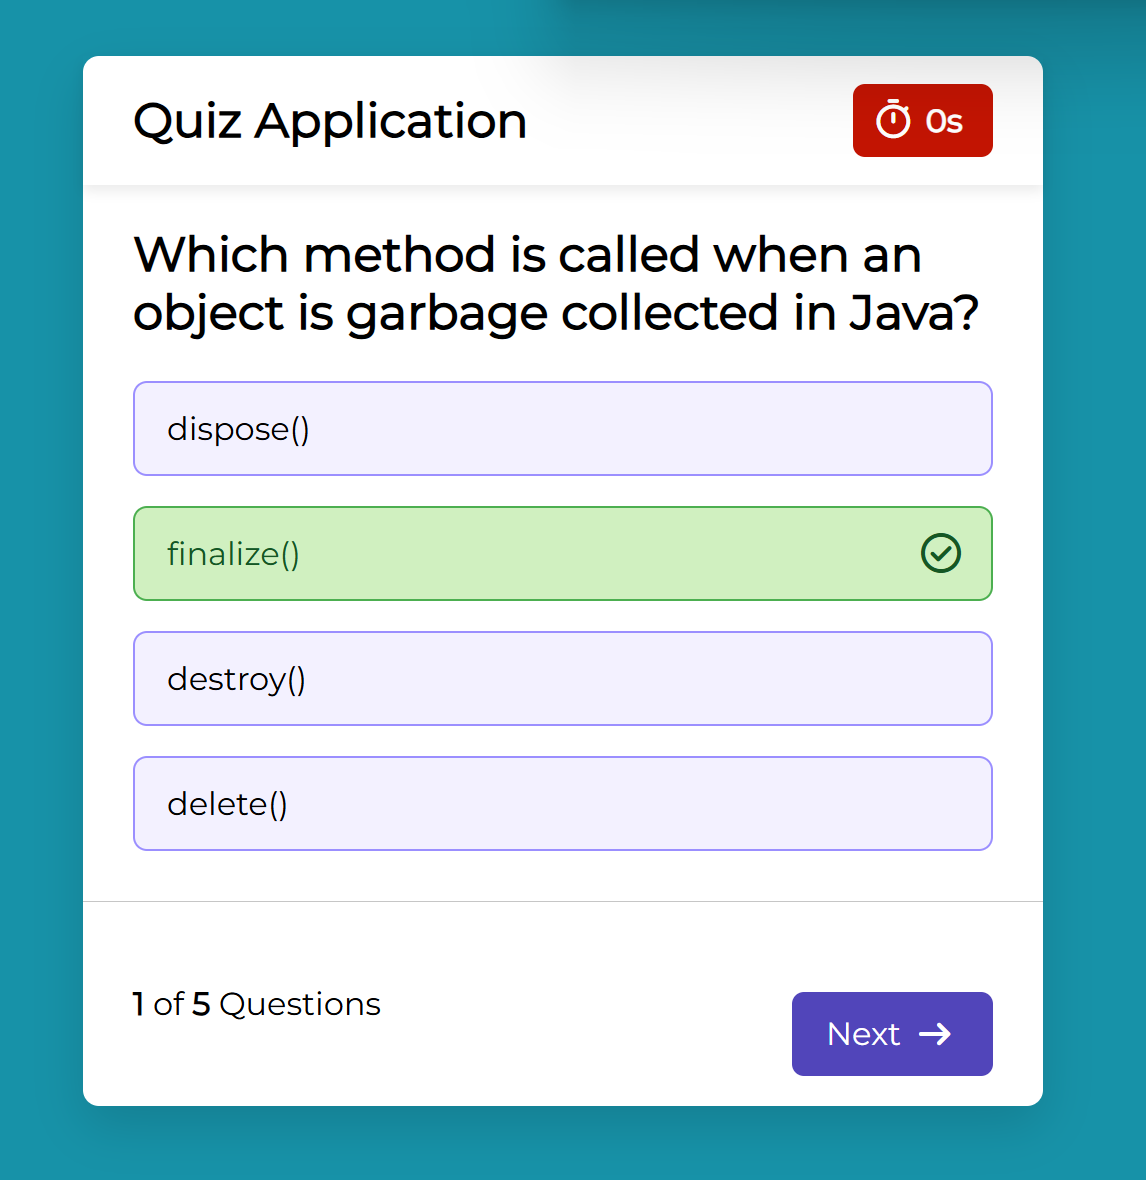 Quiz Application
0s
Which method is called when an
object is garbage collected in Java?
dispose()
finalize()
destroy()
delete()
1 of 5 Questions
Next